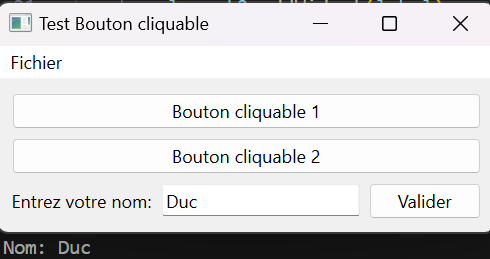 Test Bouton cliquable
Fichier
Bouton cliquable 1
Bouton cliquable 2
Entrez votre nom: Duc Valider
Nom: Duc